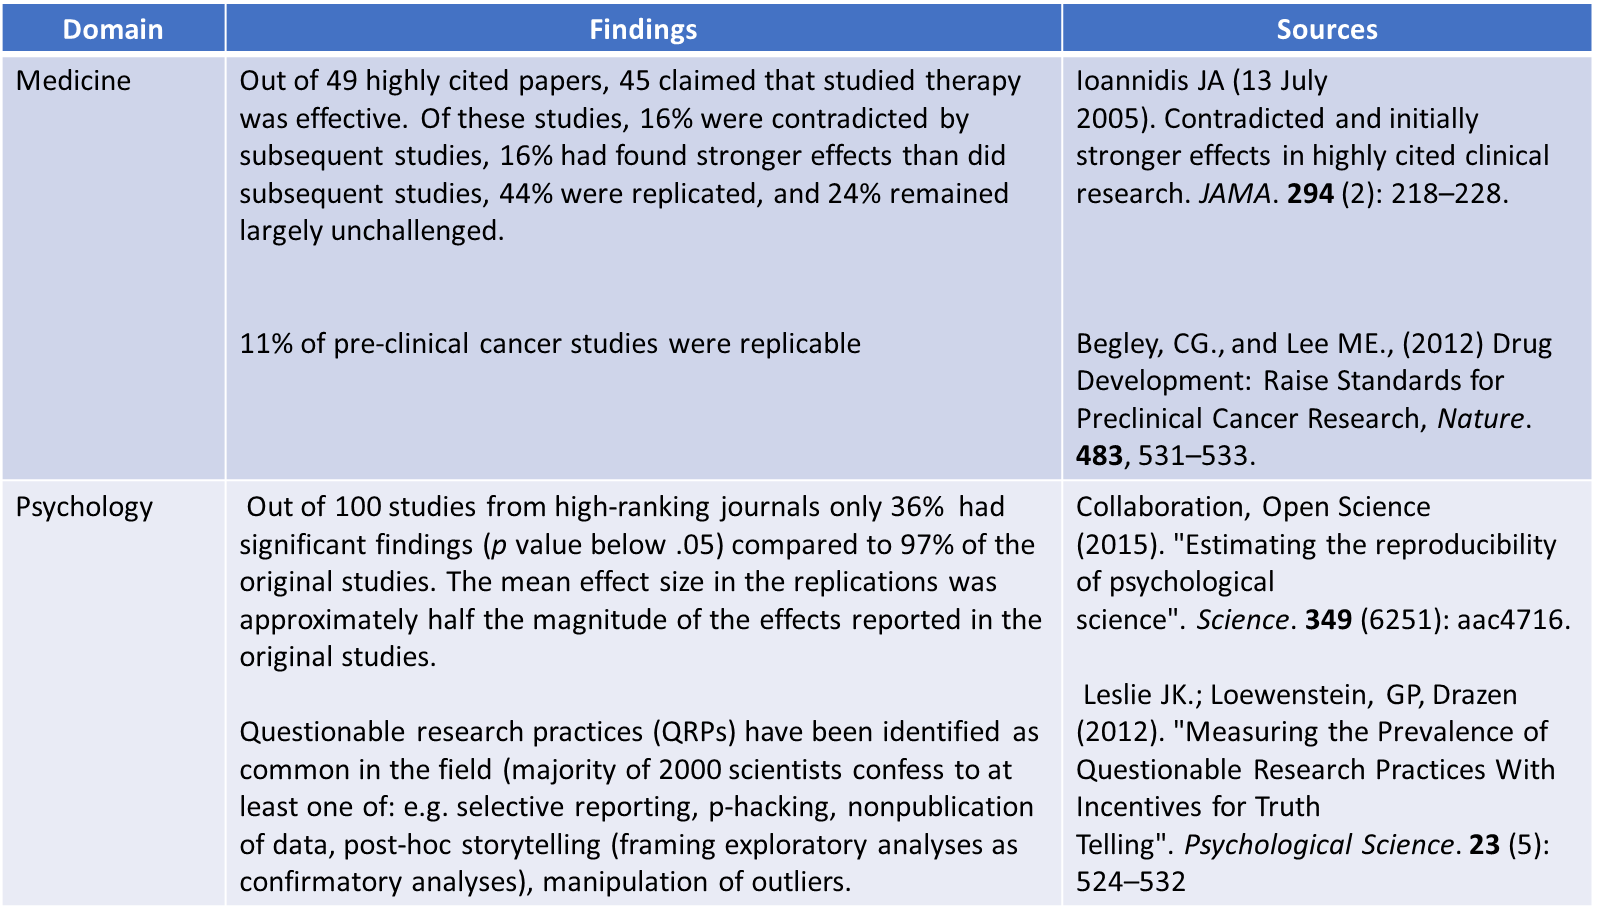 Domain
Findings
Sources
Medicine
Out of 49 highly cited papers, 45 claimed that studied therapy
was effective. Of these studies, 16% were contradicted by
subsequent studies, 16% had found stronger effects than did
subsequent studies, 44% were replicated, and 24% remained
largely unchallenged.
Ioannidis JA (13 July
2005). Contradicted and initially
stronger effects in highly cited clinical
research. JAMA. 294 (2): 218–228.
11% of pre-clinical cancer studies were replicable
Begley, CG., and Lee ME., (2012) Drug
Development: Raise Standards for
Preclinical Cancer Research, Nature.
483, 531–533.
Psychology
Out of 100 studies from high-ranking journals only 36% had
significant findings (p value below .05) compared to 97% of the
original studies. The mean effect size in the replications was
approximately half the magnitude of the effects reported in the
original studies.
Collaboration, Open Science
(2015). "Estimating the reproducibility
of psychological
science". Science. 349 (6251): aac4716.
Questionable research practices (QRPs) have been identified as
common in the field (majority of 2000 scientists confess to at
least one of: e.g. selective reporting, p-hacking, nonpublication
of data, post-hoc storytelling (framing exploratory analyses as
confirmatory analyses), manipulation of outliers.
Leslie JK.; Loewenstein, GP, Drazen
(2012). "Measuring the Prevalence of
Questionable Research Practices With
Incentives for Truth
Telling". Psychological Science. 23 (5):
524–532